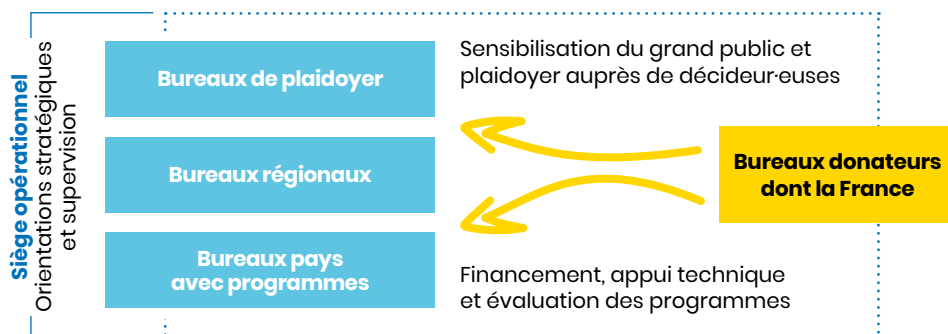 Siège opérationnel
Orientations stratégiques
et supervision
Bureaux de plaidoyer
Sensibilisation du grand public et
plaidoyer auprès de décideur·euses
Bureaux régionaux
Bureaux donateurs
dont la France
Bureaux pays
avec programmes
Financement, appui technique
et évaluation des programmes